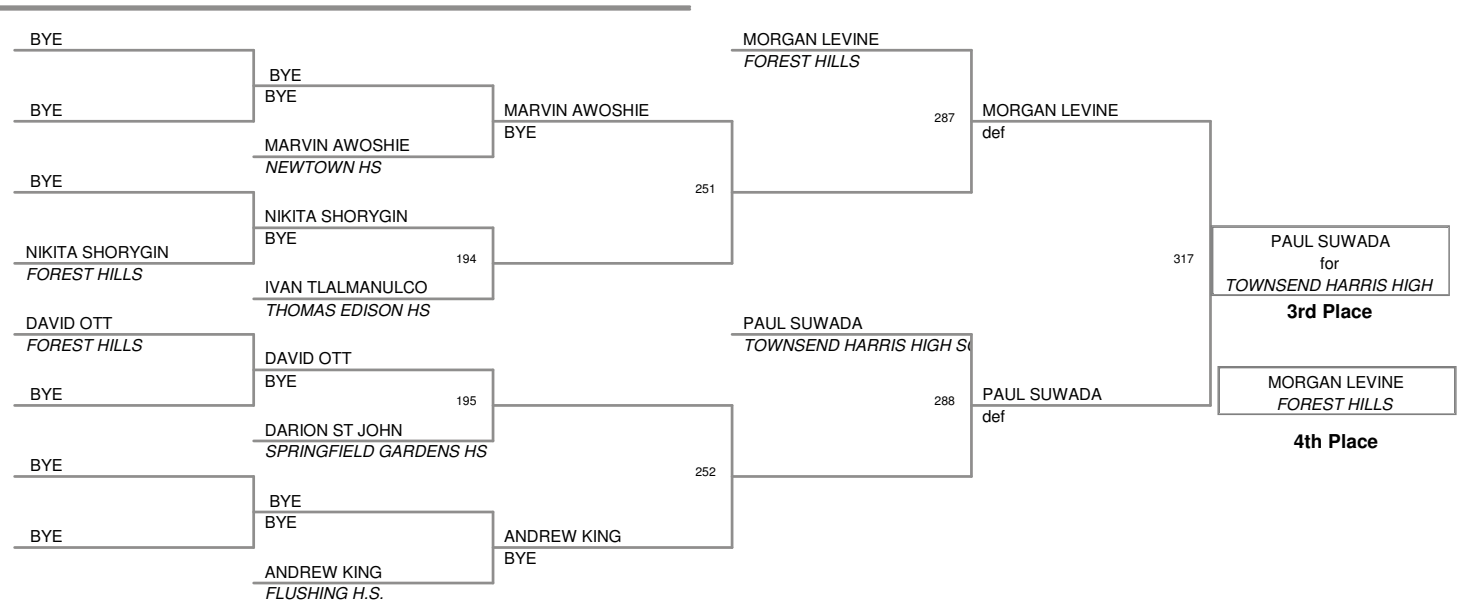 BYE
BYE
BYE
BYE
MARVIN AWOSHIE
NEWTOWN HS
MARVIN AWOSHIE
BYE
BYE
NIKITA SHORYGIN
FOREST HILLS
NIKITA SHORYGIN
BYE
194
IVAN TLALMANULCO
THOMAS EDISON HS
251
DAVID OTT
FOREST HILLS
BYE
DAVID OTT
BYE
195
DARION ST JOHN
SPRINGFIELD GARDENS HS
BYE
BYE
BYE
BYE
ANDREW KING
FLUSHING H.S.
ANDREW KING
BYE
252
MORGAN LEVINE
FOREST HILLS
287
MORGAN LEVINE
def
PAUL SUWADA
TOWNSEND HARRIS HIGH
288
PAUL SUWADA
def
317
PAUL SUWADA
for
TOWNSEND HARRIS HIGH
3rd Place
MORGAN LEVINE
FOREST HILLS
4th Place